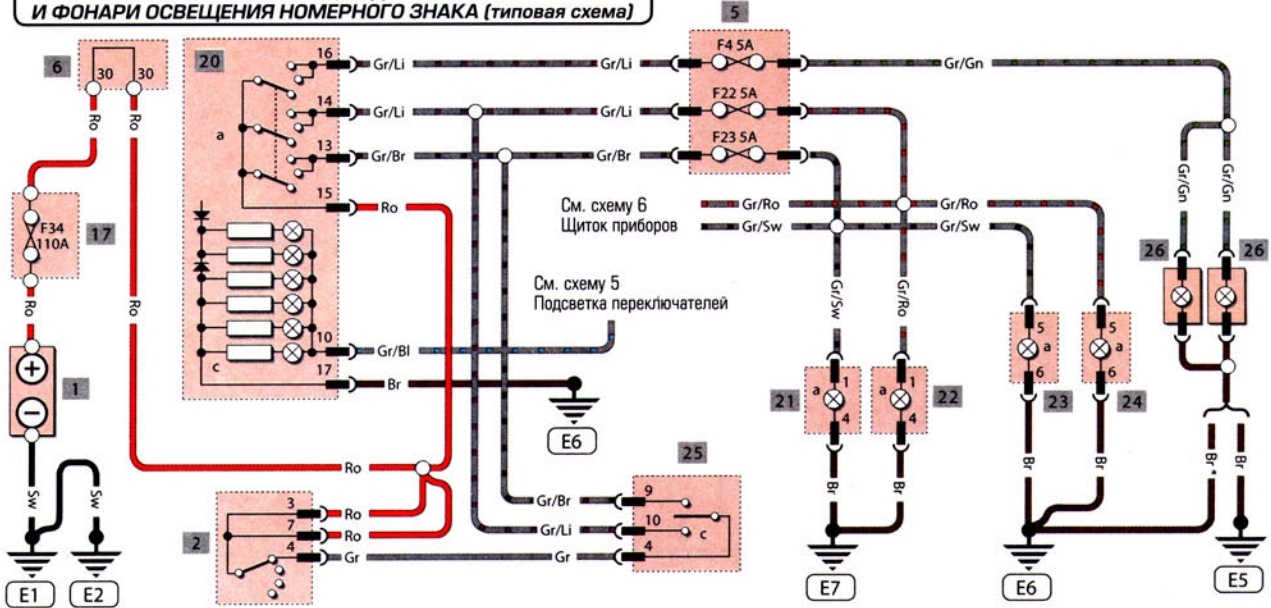 И ФОНАРИ ОСВЕЩЕНИЯ НОМЕРНОГО ЗНАКА (типовая схема)
5
6
30 30
20
16
Gr/Li
Gr/Li
F4 5A
Gr/Gn
14
Gr/Li
Gr/Li
F22 5A
a
13
Gr/Br
Gr/Br
F23 5A
Ro
Ro
15
Ro
Gr/Gn
Gr/Gn
См. схему 6
Щиток приборов
Gr/Ro
Gr/Ro
Gr/Sw
Gr/Sw
F34
110A
17
26
26
См. схему 5
Подсветка переключателей
Gr/Sw
Gr/Ro
Ro
Ro
10
Gr/Bl
c
17
Br
5
a
6
5
a
6
1
21
a
1
4
a
1
4
22
23
24
E6
Ro
25
Sw
Sw
3
Ro
7
Ro
4
Gr
Gr
2
Gr/Br
9
Gr/Li
10
c
4
Br
Br
Br
Br
Br*
Br
E1
E2
E7
E6
E5